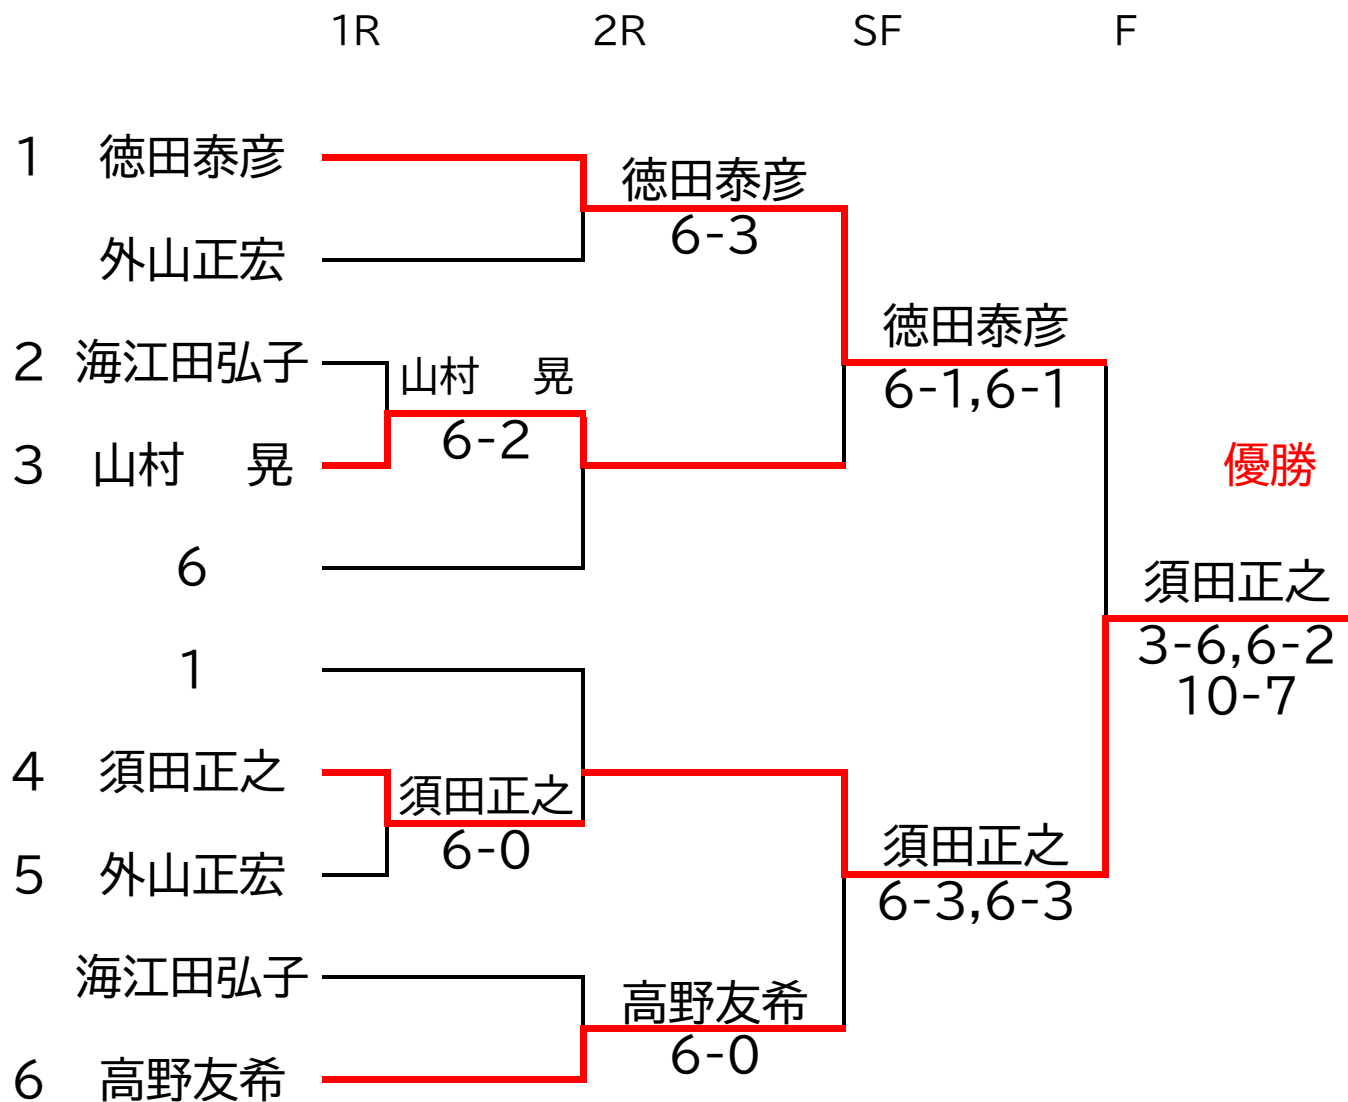 1R 2R SF F
1 徳田泰彦
徳田泰彦
6-3
外山正宏
徳田泰彦
6-1,6-1
2 海江田弘子
山村 晃
6-2
3 山村 晃
優勝
6
須田正之
3-6,6-2
10-7
1
4 須田正之
須田正之
6-0
5 外山正宏
須田正之
6-3,6-3
海江田弘子
高野友希
6-0
6 高野友希